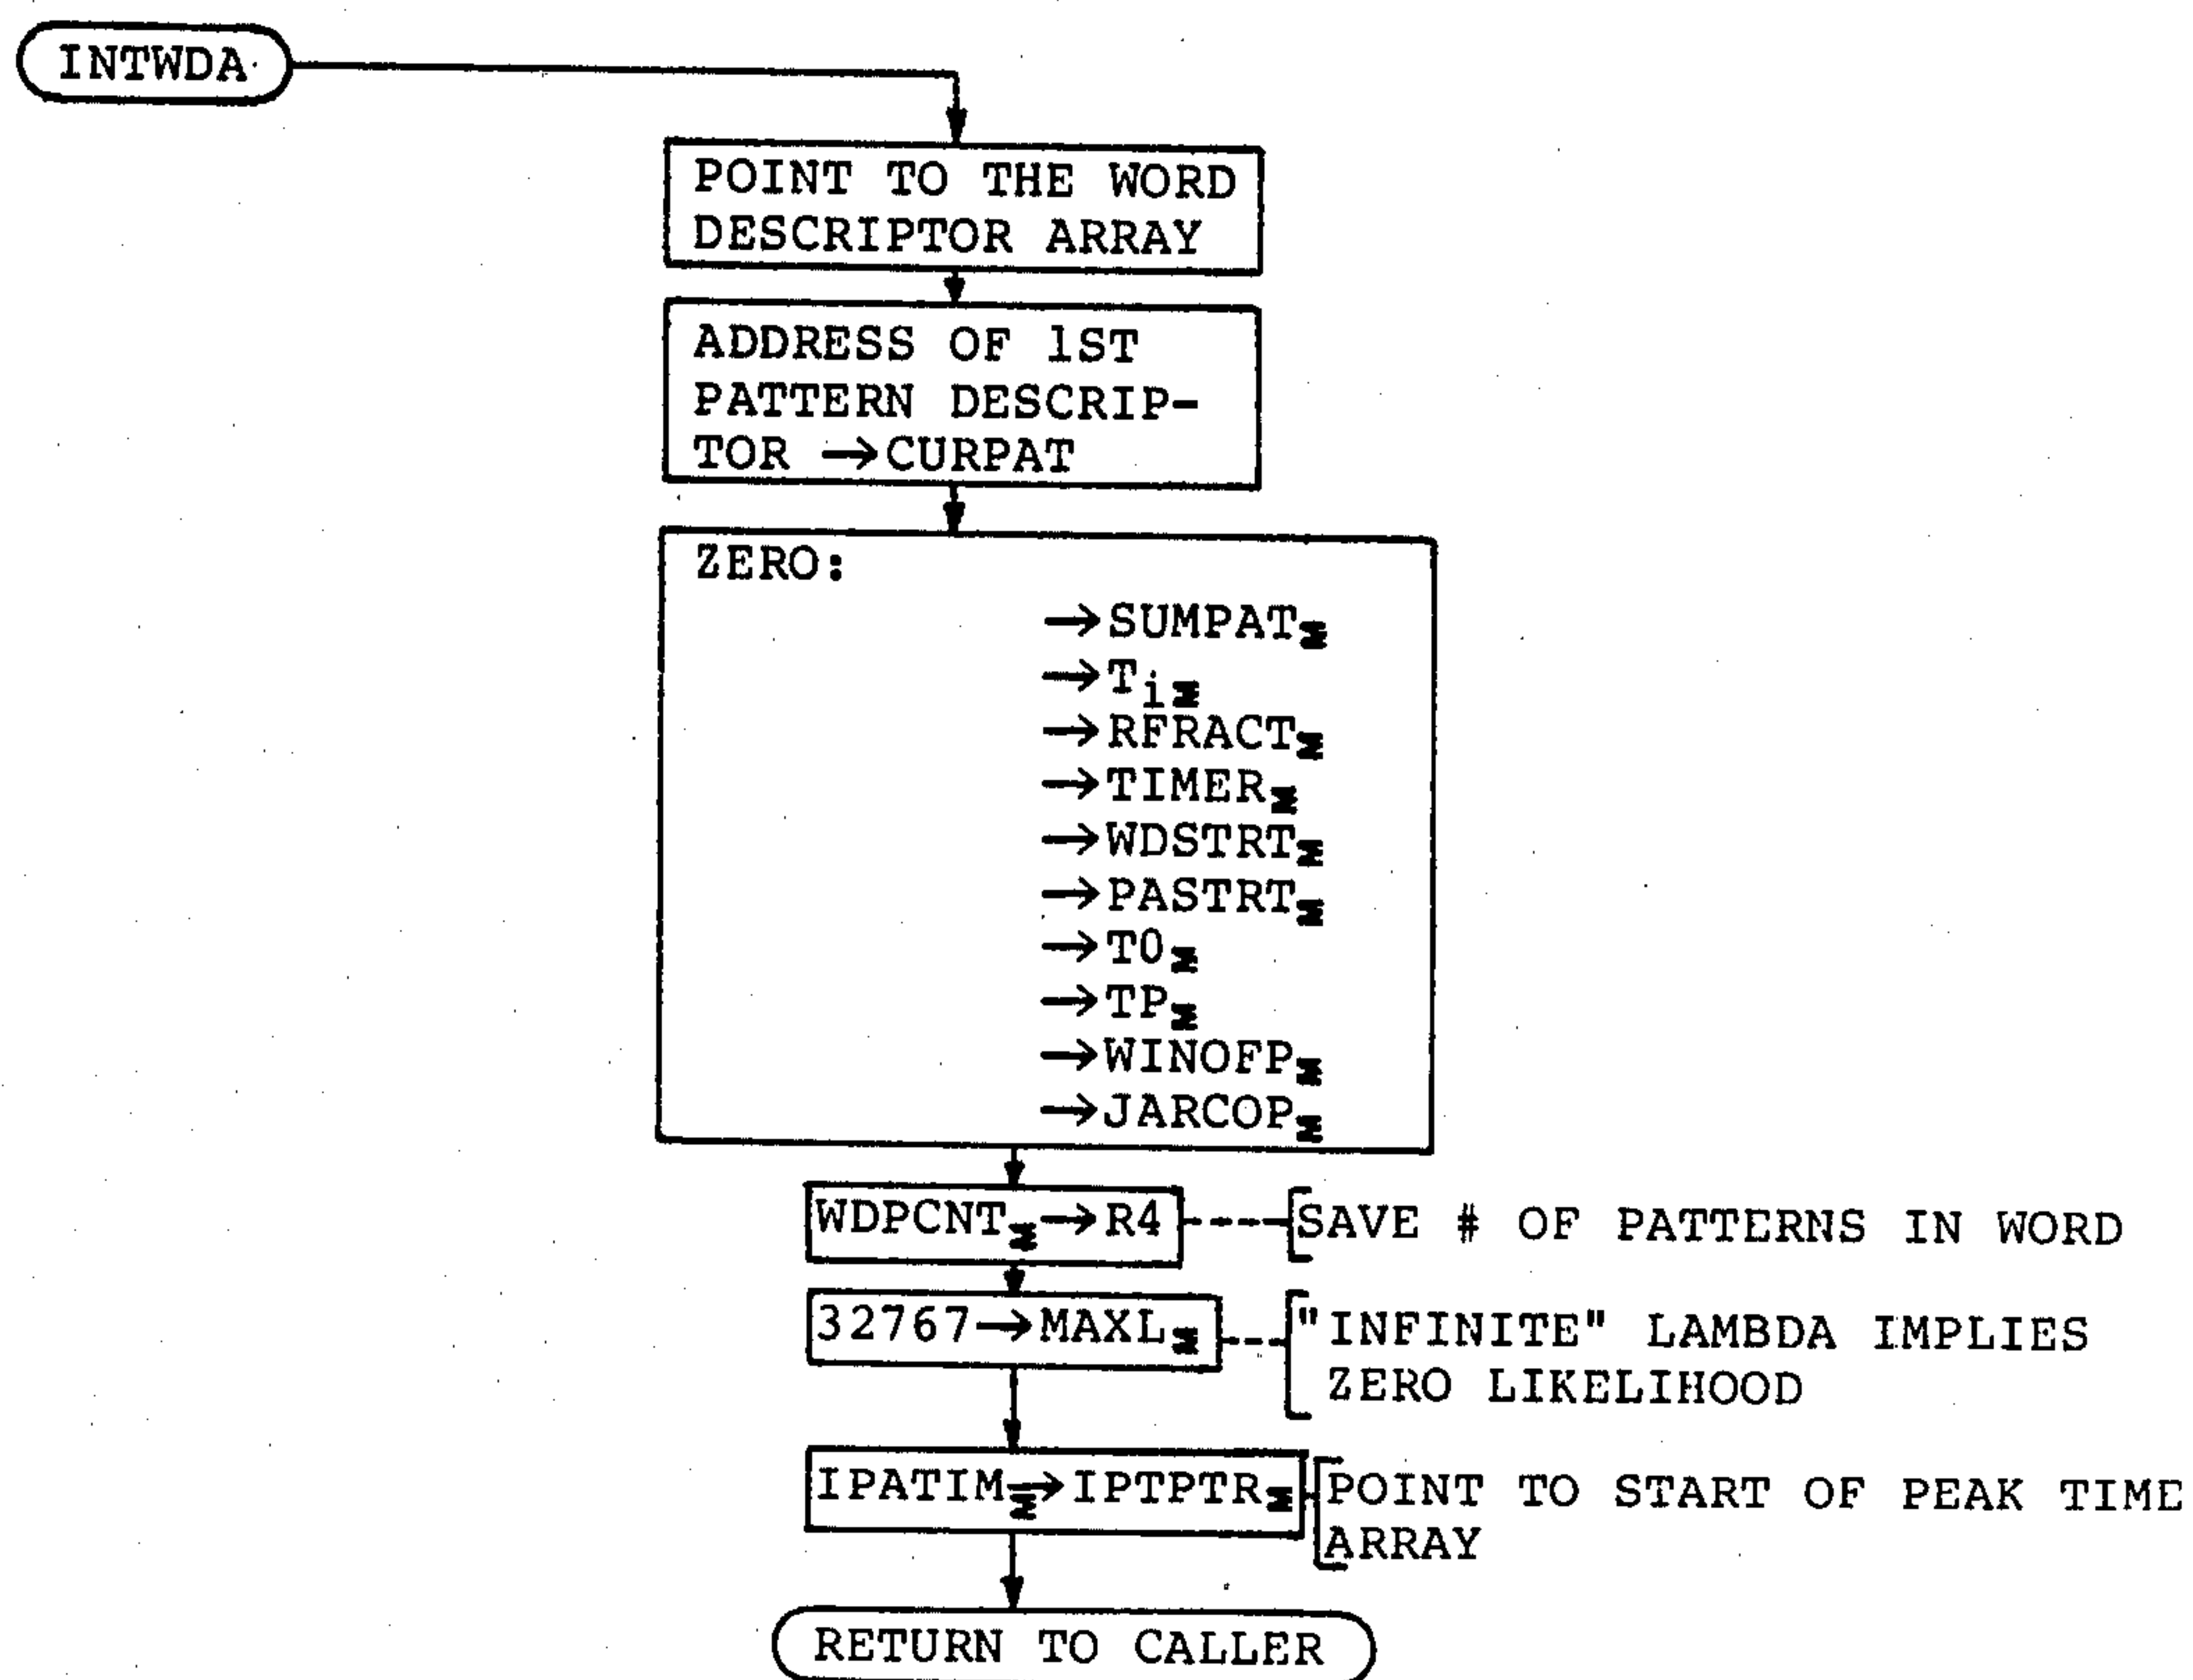 INTWDA
POINT TO THE WORD
DESCRIPTOR ARRAY
ADDRESS OF 1ST
PATTERN DESCRIP-
TOR →CURPAT
ZERO:
→SUMPAT
→Ti
→RFRACT
→TIMER
→WDSTRT
→PASTRT
→T0
→TP
→WINOFP
→JARCOP
WDPCNT →R4
SAVE # OF PATTERNS IN WORD
32767→MAXL
"INFINITE" LAMBDA IMPLIES
ZERO LIKELIHOOD
IPATIM→IPTPTR
POINT TO START OF PEAK TIME
ARRAY
RETURN TO CALLER